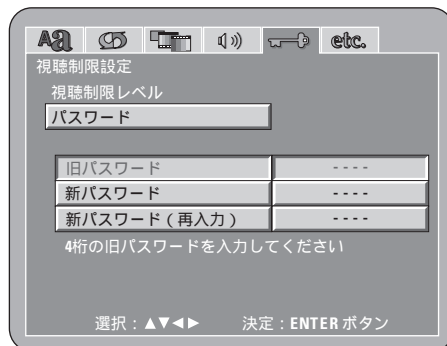 Aa etc.
視聴制限設定
視聴制限レベル
パスワード
旧パスワード ----
新パスワード ----
新パスワード（再入力） ----
4桁の旧パスワードを入力してください
選択：▲▼◀▶ 決定：ENTER ボタン